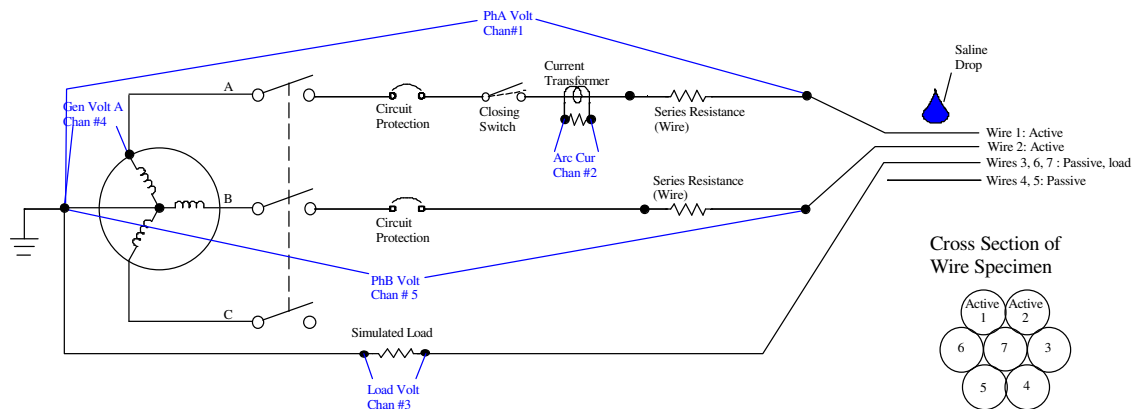 PhA Volt
Chan#1
Saline
Drop
Current
Transformer
Gen Volt A
Chan #4
A
Circuit
Protection
Closing
Switch
Series Resistance
(Wire)
Arc Cur
Chan #2
Wire 1: Active
Wire 2: Active
Wires 3, 6, 7 : Passive, load
Wires 4, 5: Passive
B
Circuit
Protection
Series Resistance
(Wire)
PhB Volt
Chan # 5
C
Simulated Load
Load Volt
Chan #3
Cross Section of
Wire Specimen
Active
1
Active
2
6
7
3
5
4